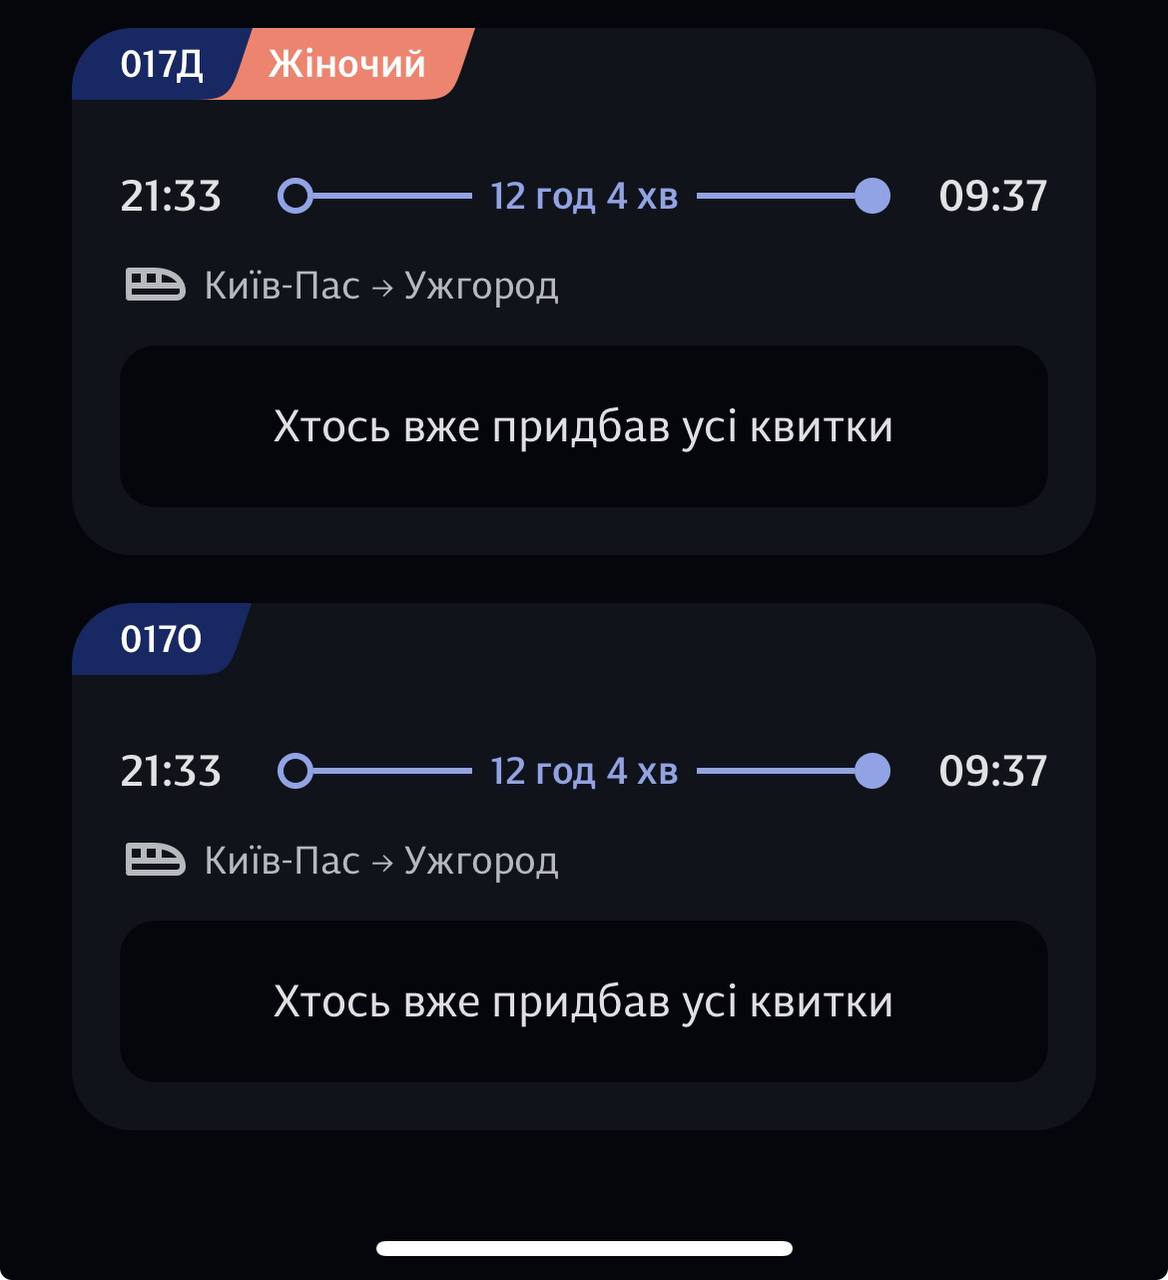 017Д Жіночий
21:33 12 год 4 хв 09:37
Київ-Пас → Ужгород
Хтось вже придбав усі квитки
017О
21:33 12 год 4 хв 09:37
Київ-Пас → Ужгород
Хтось вже придбав усі квитки